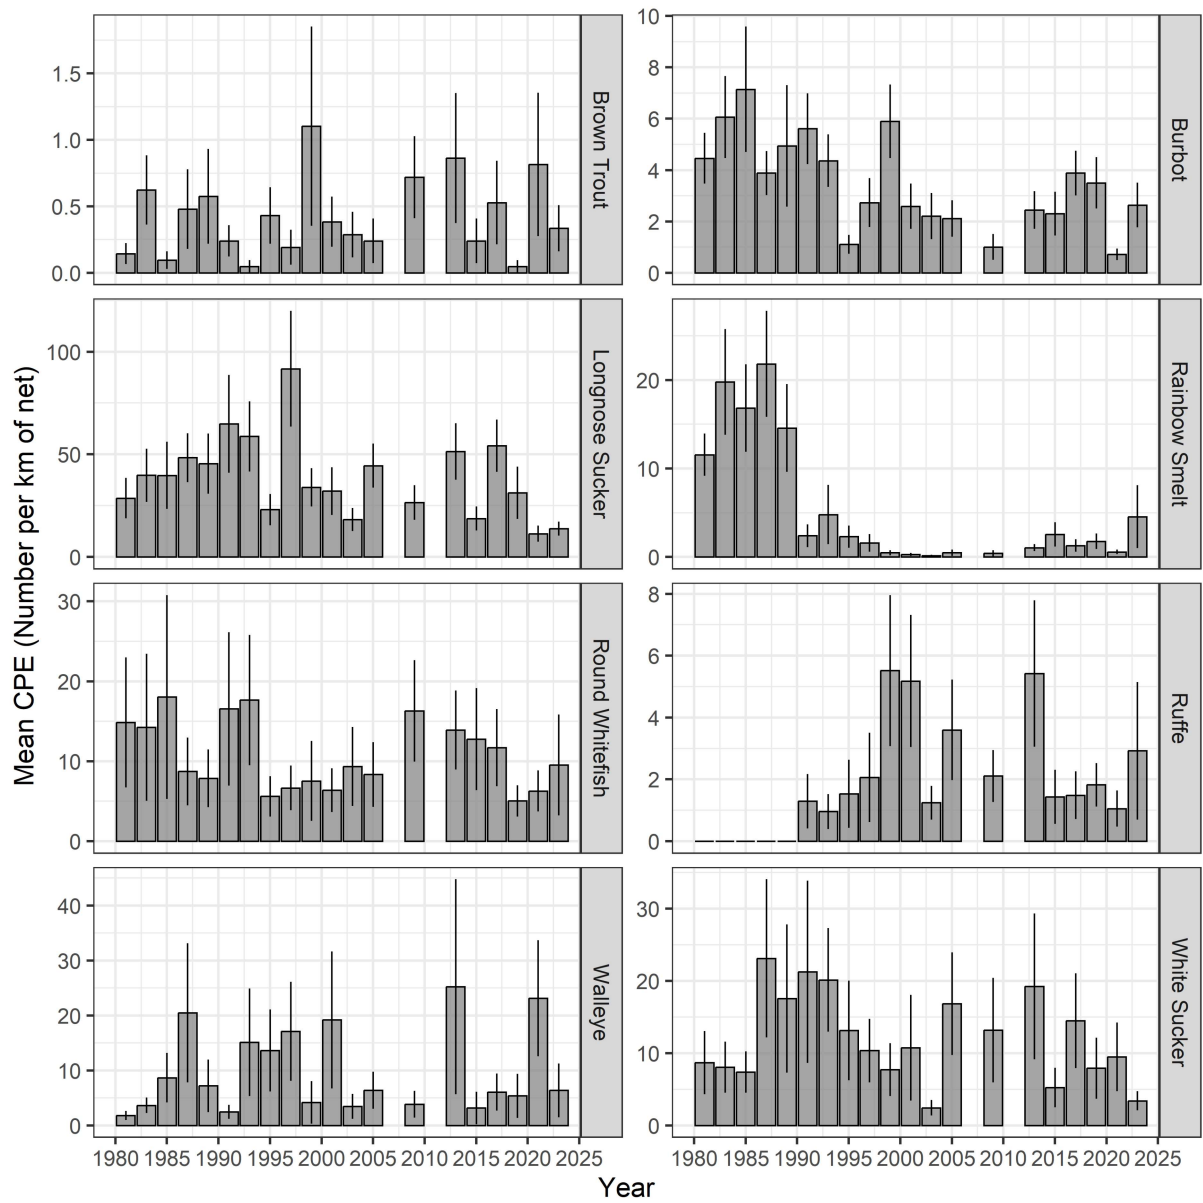 Mean CPE (Number per km of net)
0.0
0.5
1.0
1.5
Brown Trout
0
2
4
6
8
10
Burbot
0
50
100
Longnose Sucker
0
10
20
Rainbow Smelt
0
10
20
30
Round Whitefish
0
2
4
6
8
Ruffe
0
10
20
30
40
Walleye
0
10
20
30
White Sucker
1980 1985 1990 1995 2000 2005 2010 2015 2020 2025
1980 1985 1990 1995 2000 2005 2010 2015 2020 2025
Year